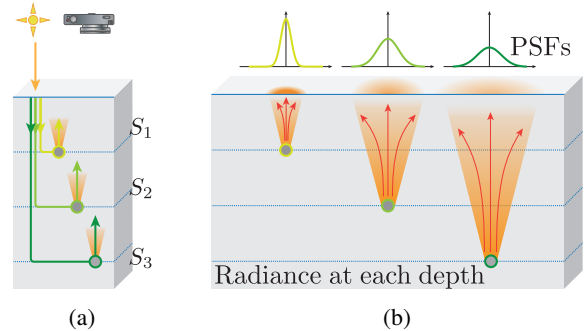 PSFs
S1
S2
S3
Radiance at each depth
(a)
(b)